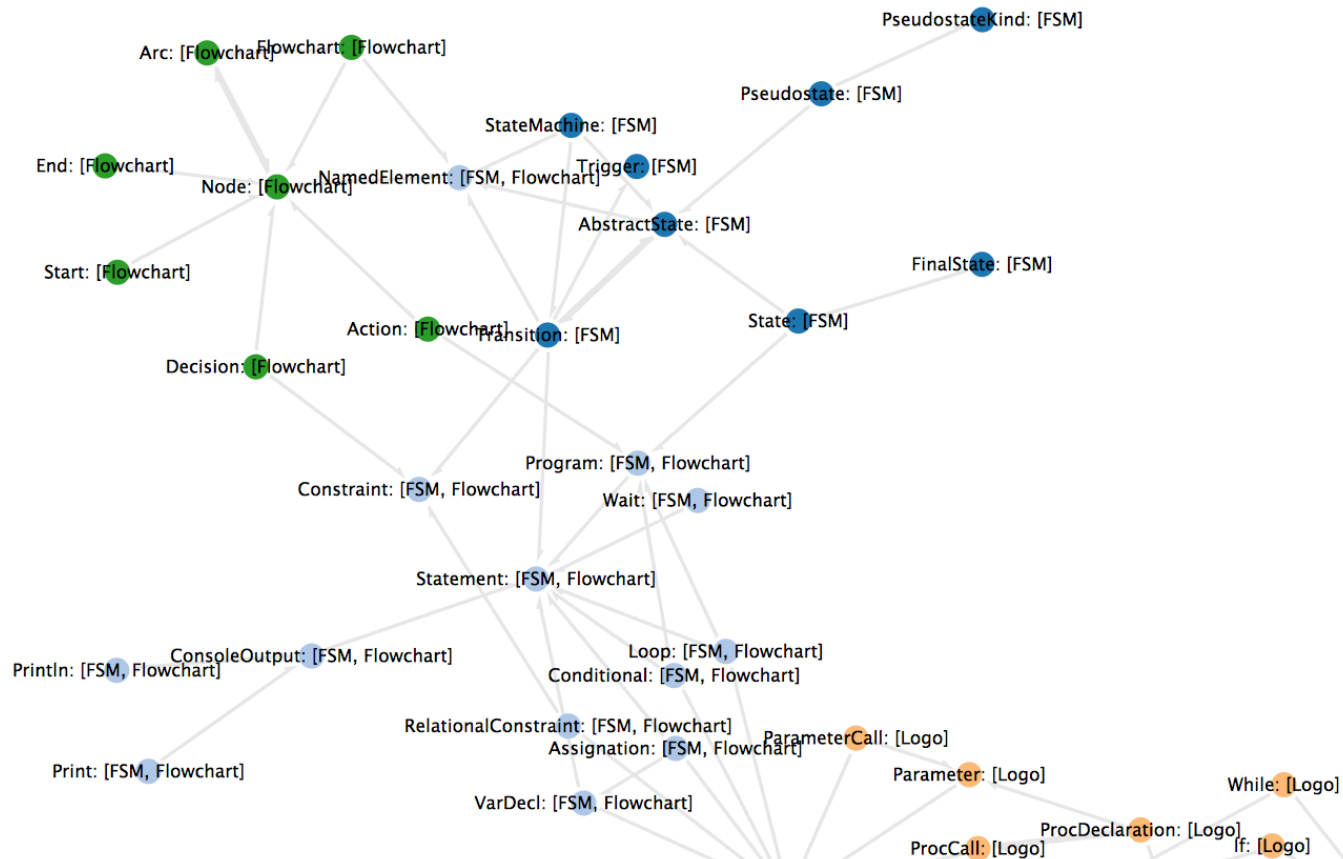 PseudostateKind: [FSM]
Arc: [Flowchart]
Flowchart: [Flowchart]
Pseudostate: [FSM]
StateMachine: [FSM]
End: [Flowchart]
Trigger: [FSM]
Node: [Flowchart]
NamedElement: [FSM, Flowchart]
AbstractState: [FSM]
Start: [Flowchart]
FinalState: [FSM]
Action: [Flowchart]
Transition: [FSM]
State: [FSM]
Decision: [Flowchart]
Program: [FSM, Flowchart]
Constraint: [FSM, Flowchart]
Wait: [FSM, Flowchart]
Statement: [FSM, Flowchart]
Println: [FSM, Flowchart]
ConsoleOutput: [FSM, Flowchart]
Loop: [FSM, Flowchart]
Conditional: [FSM, Flowchart]
RelationalConstraint: [FSM, Flowchart]
Assignation: [FSM, Flowchart]
ParameterCall: [Logo]
Print: [FSM, Flowchart]
Parameter: [Logo]
While: [Logo]
VarDecl: [FSM, Flowchart]
ProcDeclaration: [Logo]
ProcCall: [Logo]
If: [Logo]